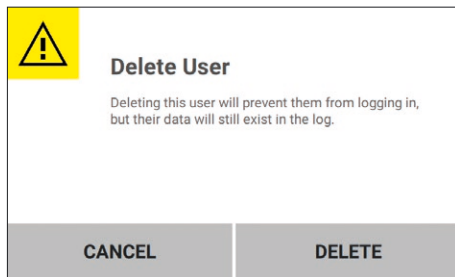 Delete User
Deleting this user will prevent them from logging in,
but their data will still exist in the log.
CANCEL
DELETE